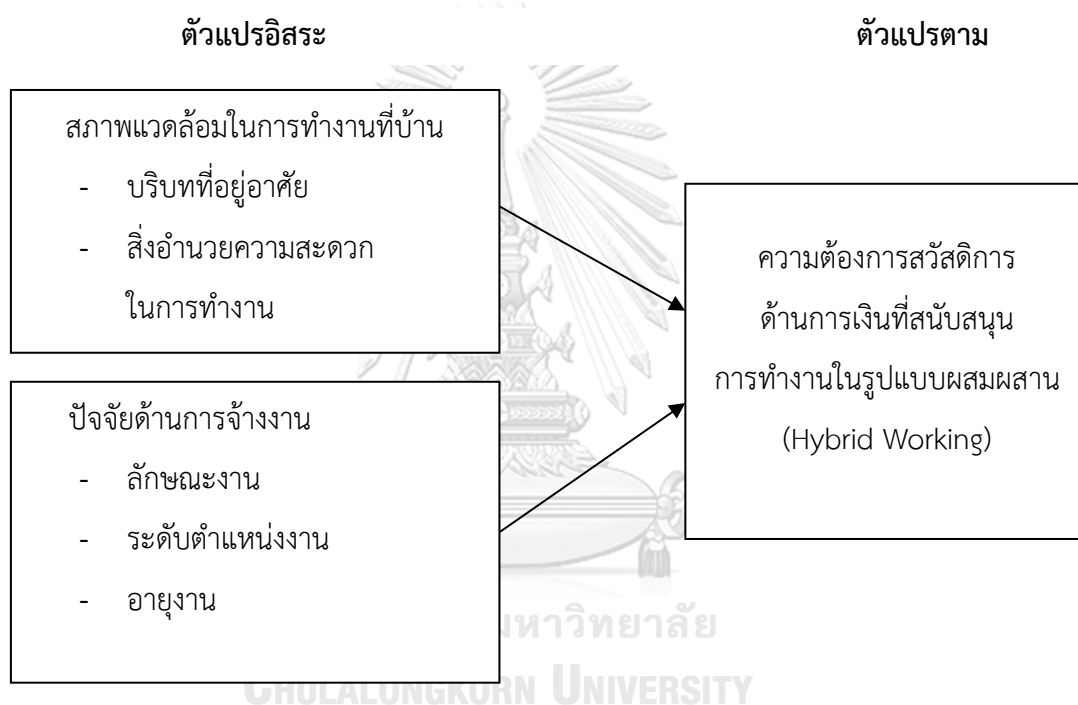 ตัวแปรอิสระ
ตัวแปรตาม
สภาพแวดล้อมในการทำงานที่บ้าน
- บริบทที่อยู่อาศัย
- สิ่งอำนวยความสะดวก
ในการทำงาน
ปัจจัยด้านการจ้างงาน
- ลักษณะงาน
- ระดับตำแหน่งงาน
- อายุงาน
ความต้องการสวัสดิการ
ด้านการเงินที่สนับสนุน
การทำงานในรูปแบบผสมผสาน
(Hybrid Working)
มหาวิทยาลัย
CHULALONGKORN UNIVERSITY